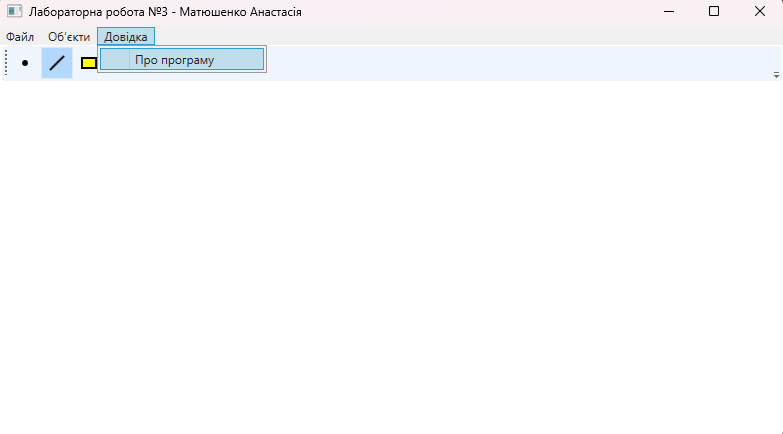 Лабораторна робота №3 - Матюшенко Анастасія
Файл Об'єкти Довідка
Про програму